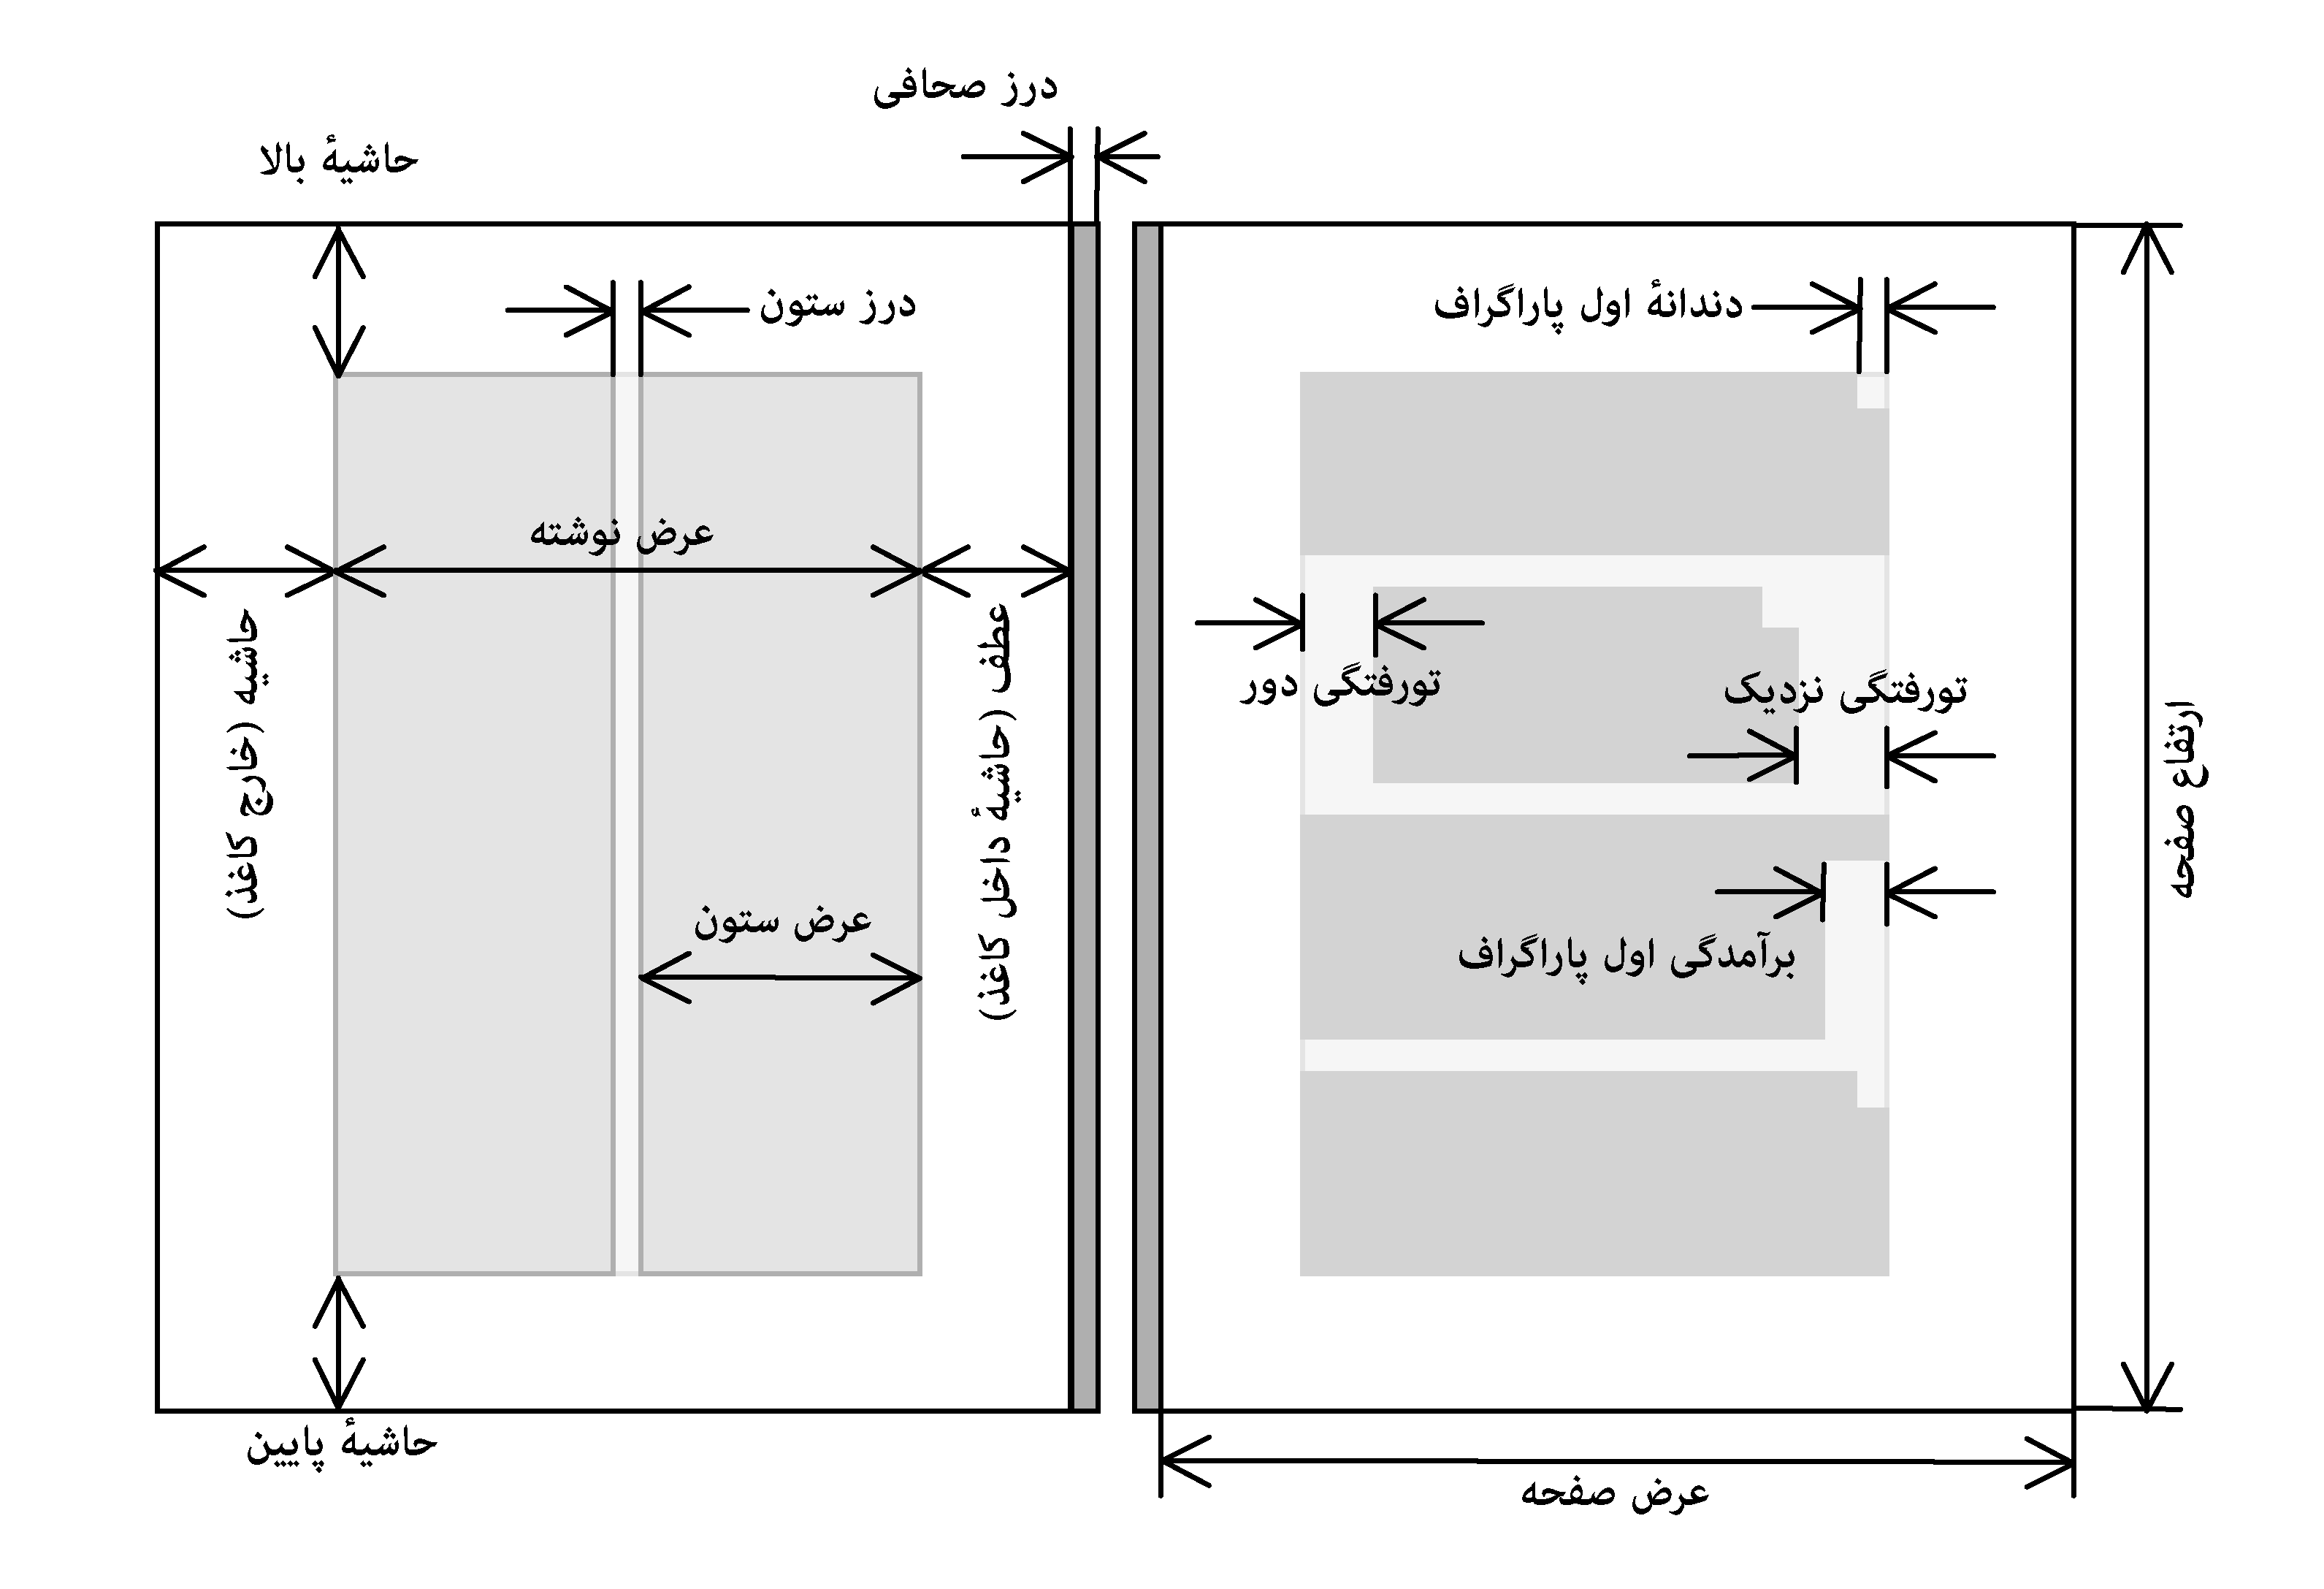 درز صحافی
حاشیهٔ بالا
دندانهٔ اول پاراگراف
درز ستون
عرض نوشته
تورفتگی نزدیک
تورفتگی دور
ارتفاع صفحه
عطف (حاشیهٔ داخل کاغذ)
حاشیه (خارج کاغذ)
برآمدگی اول پاراگراف
عرض ستون
حاشیهٔ پایین
عرض صفحه